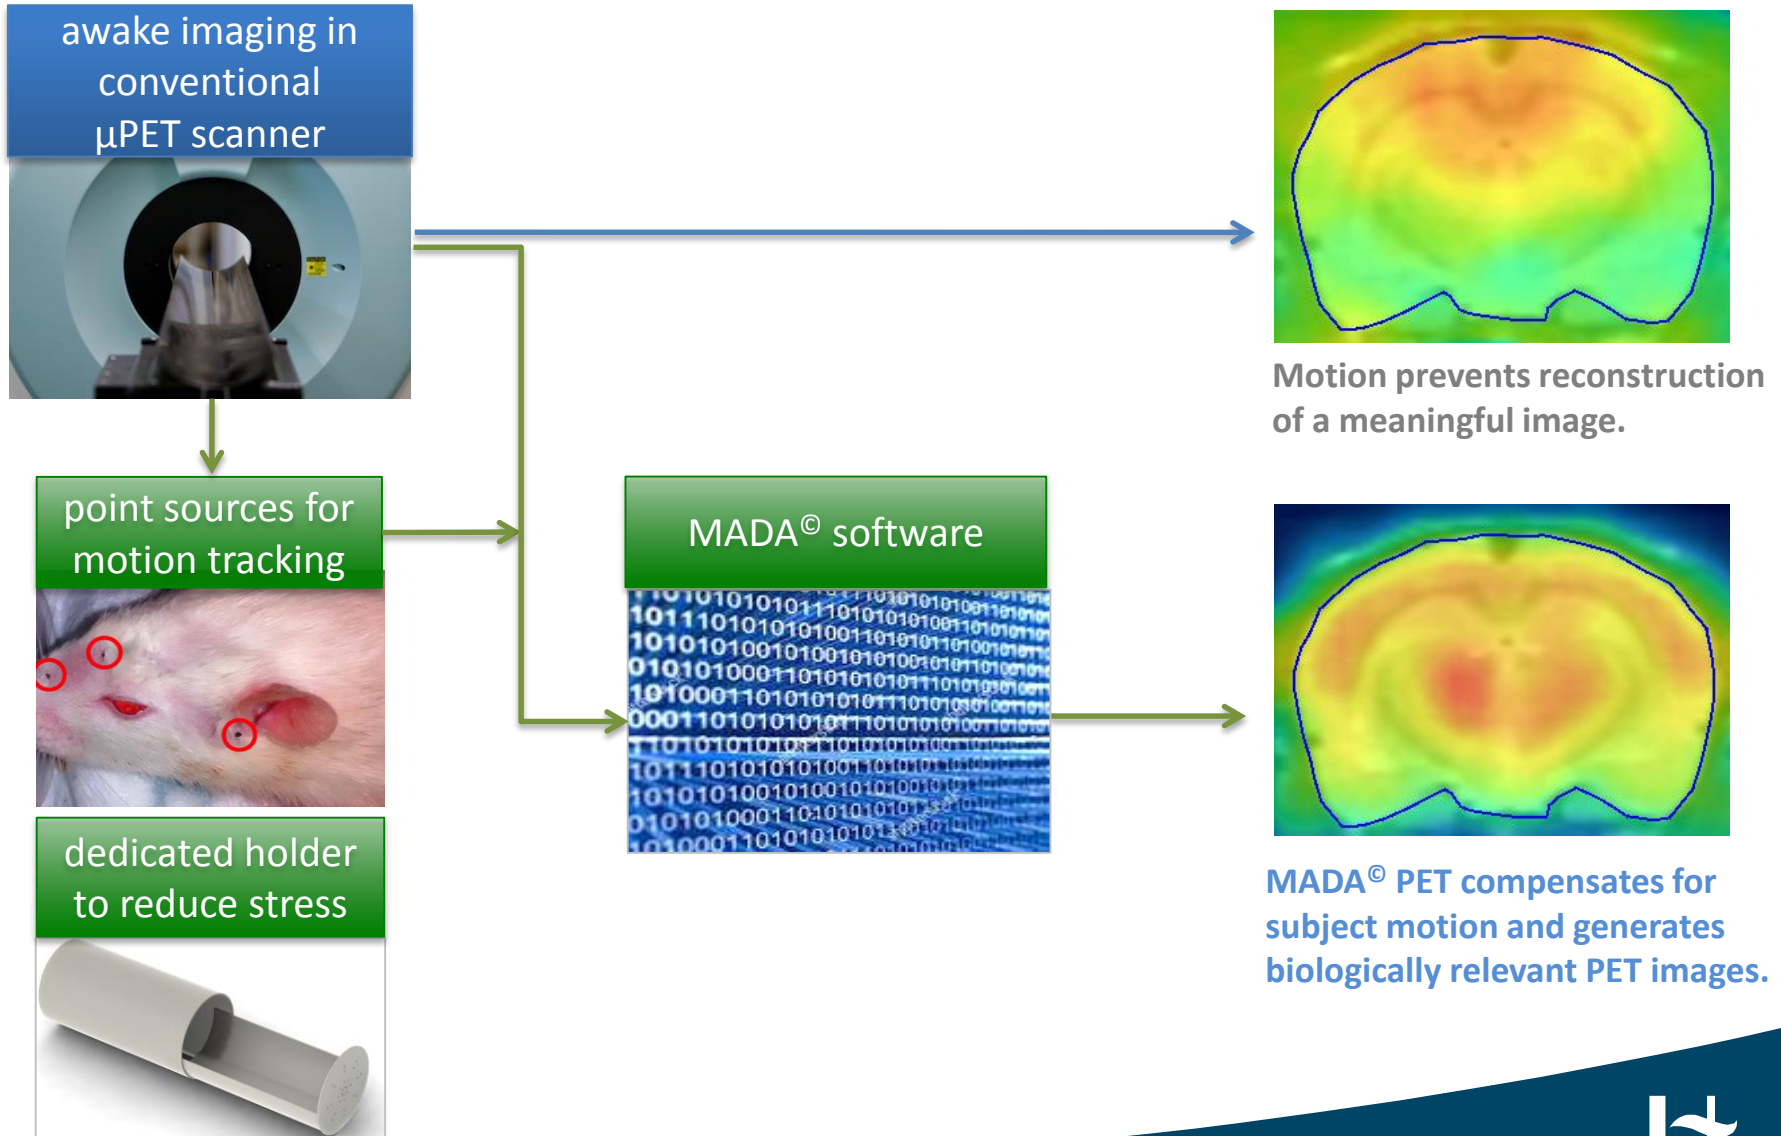 awake imaging in
conventional
µPET scanner
Motion prevents reconstruction
of a meaningful image.
point sources for
motion tracking
MADA© software
dedicated holder
to reduce stress
MADA© PET compensates for
subject motion and generates
biologically relevant PET images.